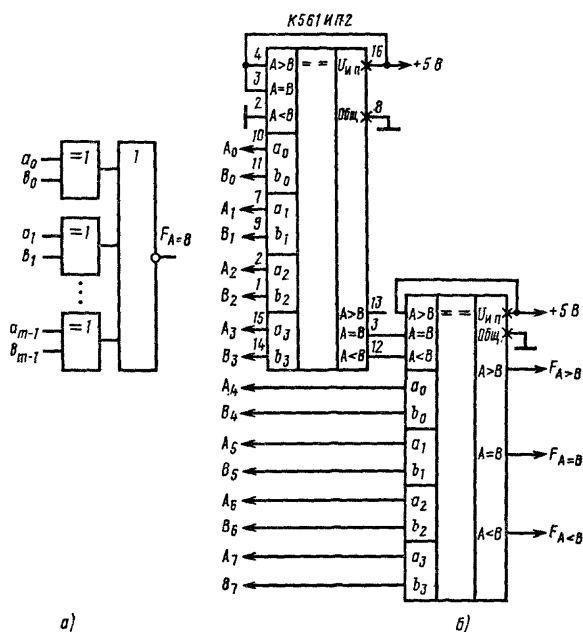 К561ИП2
4 A>B == Uип 16 +5 В
3 A=B
2 A<B Общ. 8
10 A0 a0
11 B0 b0
7 A1 a1
9 B1 b1
2 A2 a2
1 B2 b2
15 A3 a3
14 B3 b3
A>B 13
A=B 3
A<B 12
a0 =1 1
в0
a1 =1
в1
FA=В
am-1 =1
вm-1
A>B == Uип +5 В
A=B Общ.
A<B A>B FA>В
A4 a0
B4 b0
A5 a1
B5 b1
A=B FA=В
A6 a2
B6 b2
A<B FA<В
A7 a3
В7 b3
а)
б)